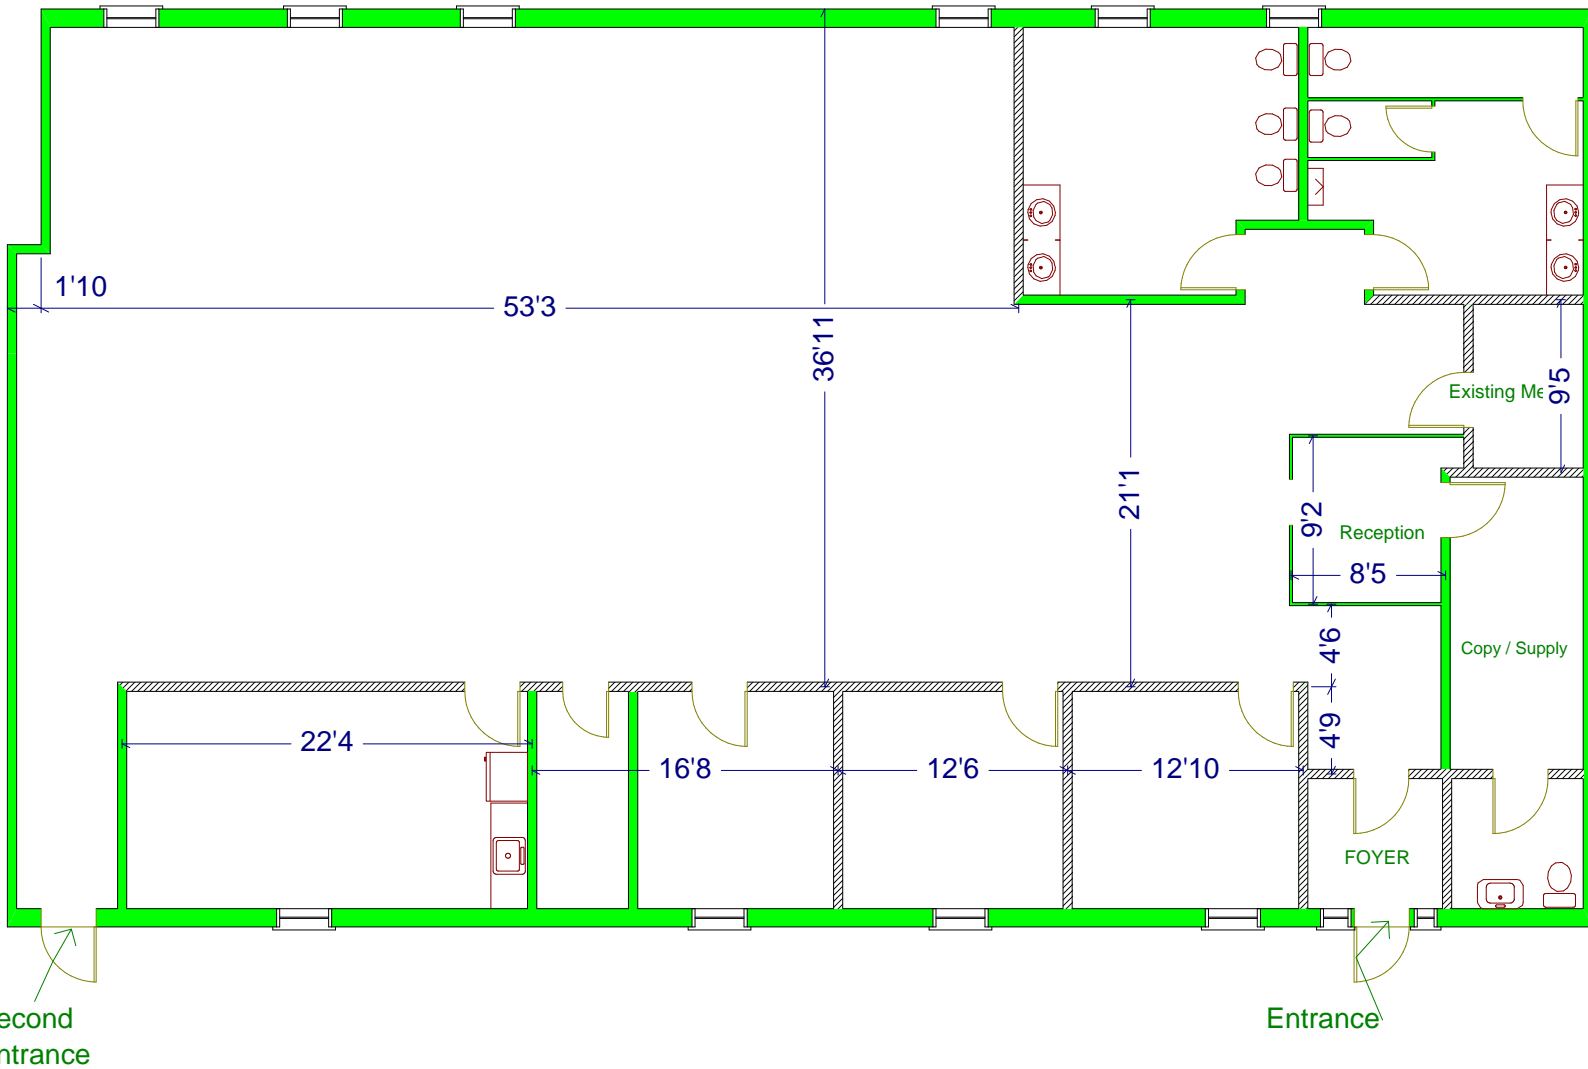 1'10
53'3
36'11
9'5
Existing Me
21'1
9'2
Reception
8'5
4'6
Copy / Supply
22'4
16'8
12'6
12'10
4'9
FOYER
econd
ntrance
Entrance